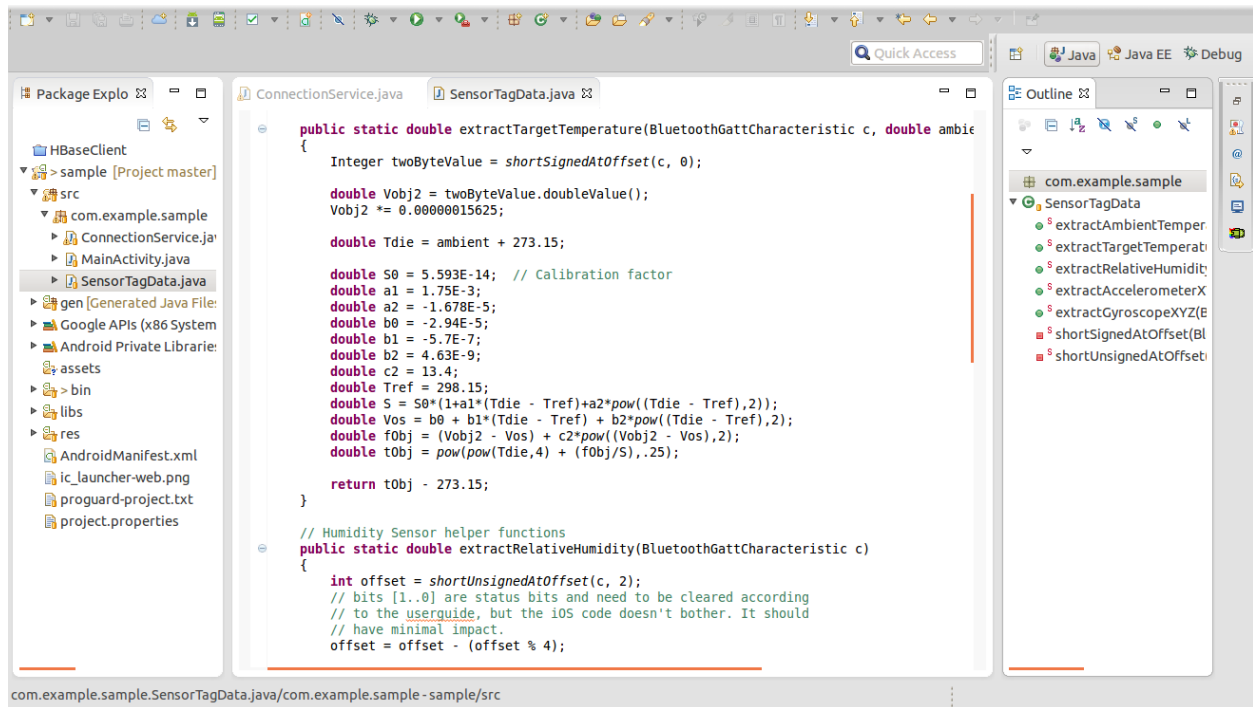 Quick Access
Java
Java EE
Debug
Package Explo
HBaseClient
> sample [Project master]
src
com.example.sample
ConnectionService.jav
MainActivity.java
SensorTagData.java
gen [Generated Java Files
Google APIs (x86 System
Android Private Libraries
assets
> bin
libs
res
AndroidManifest.xml
ic_launcher-web.png
proguard-project.txt
project.properties
ConnectionService.java
SensorTagData.java
public static double extractTargetTemperature(BluetoothGattCharacteristic c, double ambie
{
Integer twoByteValue = shortSignedAtOffset(c, 0);
double Vobj2 = twoByteValue.doubleValue();
Vobj2 *= 0.00000015625;
double Tdie = ambient + 273.15;
double S0 = 5.593E-14;  // Calibration factor
double a1 = 1.75E-3;
double a2 = -1.678E-5;
double b0 = -2.94E-5;
double b1 = -5.7E-7;
double b2 = 4.63E-9;
double c2 = 13.4;
double Tref = 298.15;
double S = S0*(1+a1*(Tdie - Tref)+a2*pow((Tdie - Tref),2));
double Vos = b0 + b1*(Tdie - Tref) + b2*pow((Tdie - Tref),2);
double fObj = (Vobj2 - Vos) + c2*pow((Vobj2 - Vos),2);
double tObj = pow(pow(Tdie,4) + (fObj/S),.25);
return tObj - 273.15;
}
// Humidity Sensor helper functions
public static double extractRelativeHumidity(BluetoothGattCharacteristic c)
{
int offset = shortUnsignedAtOffset(c, 2);
// bits [1..0] are status bits and need to be cleared according
// to the userguide, but the iOS code doesn't bother. It should
// have minimal impact.
offset = offset - (offset % 4);
Outline
com.example.sample
SensorTagData
extractAmbientTemper
extractTargetTemperatu
extractRelativeHumidity
extractAccelerometerX
extractGyroscopeXYZ(B
shortSignedAtOffset(Bl
shortUnsignedAtOffset(
com.example.sample.SensorTagData.java/com.example.sample - sample/src